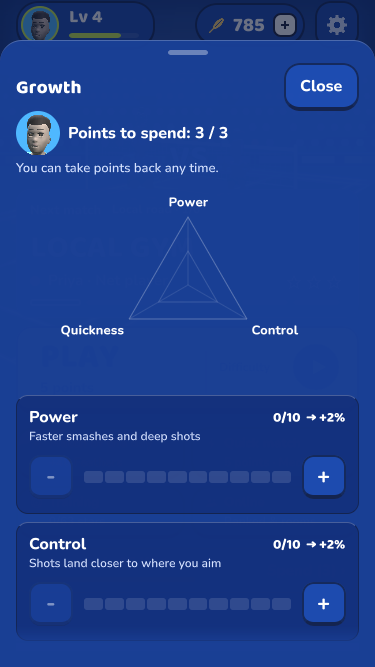 Lv 4
785 +
Growth
Close
Points to spend: 3 / 3
You can take points back any time.
Power
Quickness
Control
Power
0/10 → +2%
Faster smashes and deep shots
- +
Control
0/10 → +2%
Shots land closer to where you aim
- +